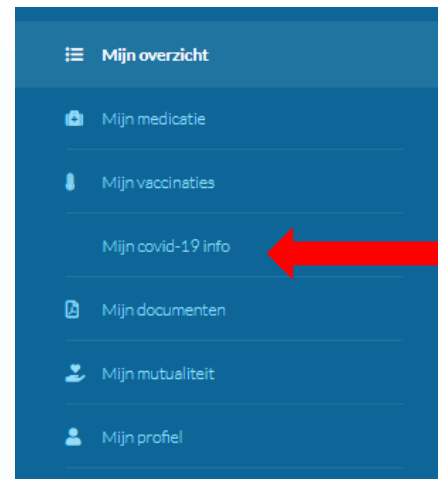 Mijn overzicht
Mijn medicatie
Mijn vaccinaties
Mijn covid-19 info
Mijn documenten
Mijn mutualiteit
Mijn profiel